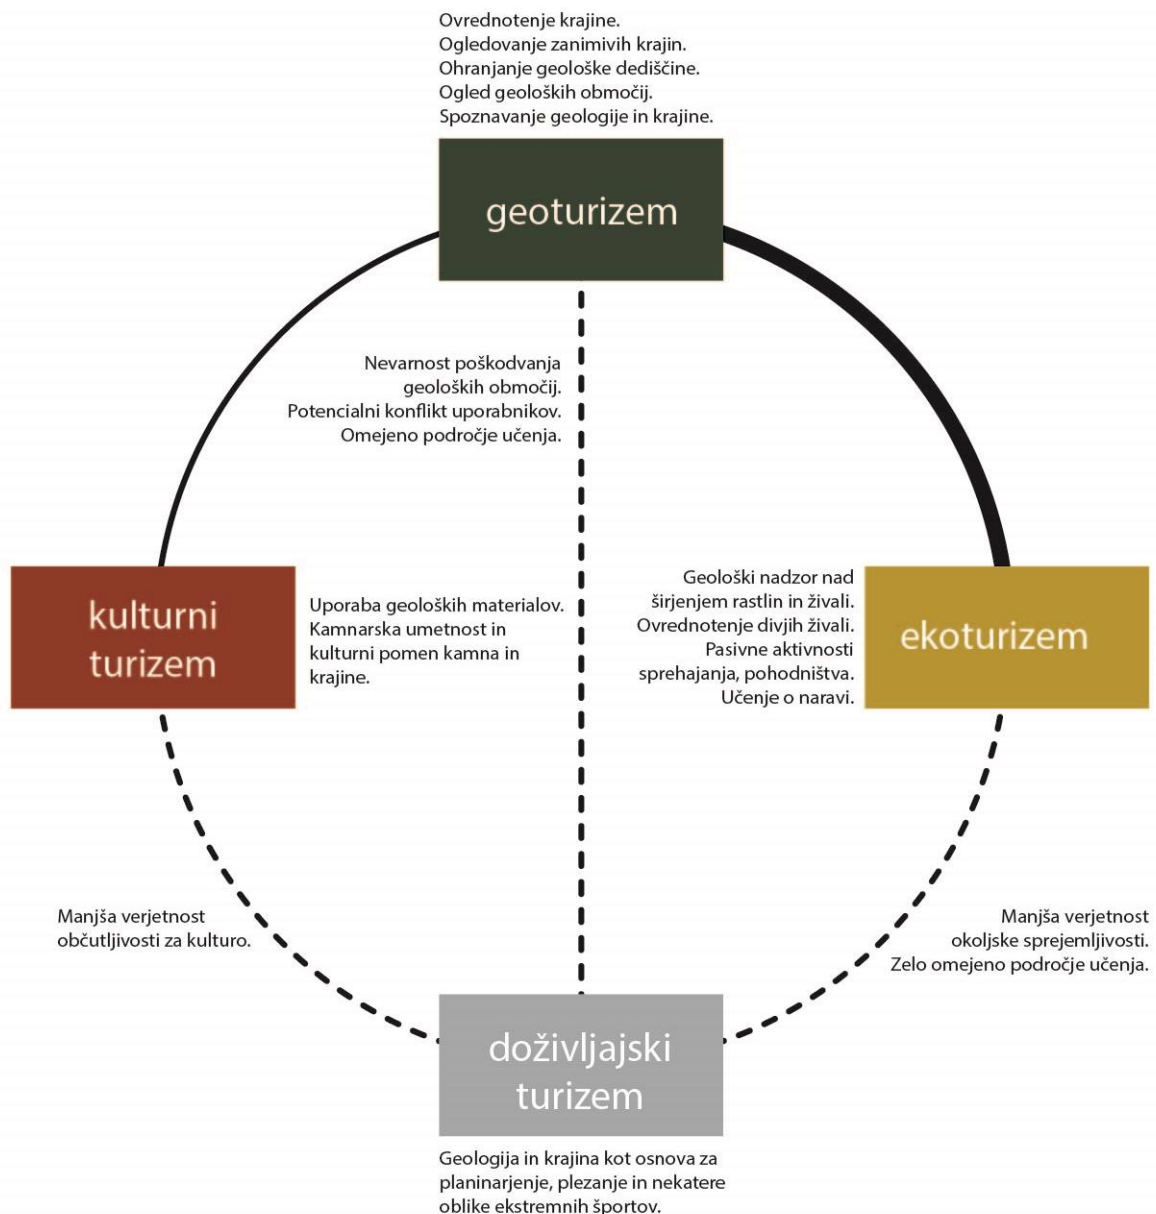 Ovrednotenje krajine.
Ogledovanje zanimivih krajin.
Ohranjanje geološke dediščine.
Ogled geoloških območij.
Spoznavanje geologije in krajine.
geoturizem
Nevarnost poškodvanja
geoloških območij.
Potencialni konflikt uporabnikov.
Omejeno področje učenja.
kulturni
turizem
Uporaba geoloških materialov.
Kamnarska umetnost in
kulturni pomen kamna in
krajine.
Geološki nadzor nad
širjenjem rastlin in živali.
Ovrednotenje divjih živali.
Pasivne aktivnosti
sprehajanja, pohodništva.
Učenje o naravi.
ekoturizem
Manjša verjetnost
občutljivosti za kulturo.
Manjša verjetnost
okoljske sprejemljivosti.
Zelo omejeno področje učenja.
doživljajski
turizem
Geologija in krajina kot osnova za
planinarjenje, plezanje in nekatere
oblike ekstremnih športov.